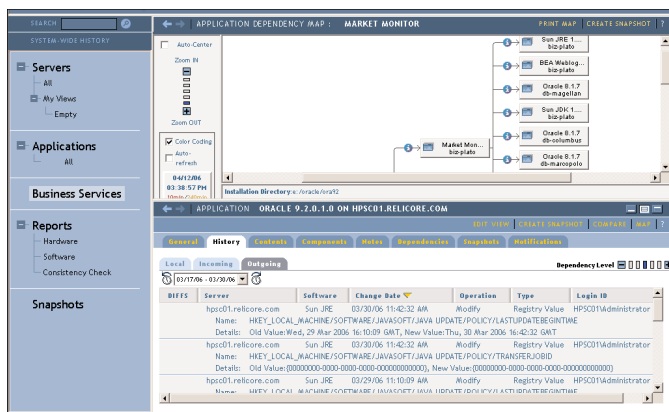 SEARCH
SYSTEM-WIDE HISTORY
Servers
All
My Views
Empty
Applications
All
Business Services
Reports
Hardware
Software
Consistency Check
Snapshots
APPLICATION DEPENDENCY MAP : MARKET MONITOR
PRINT MAP CREATE SNAPSHOT ?
Auto-Center
Zoom IN
Zoom OUT
Color Coding
Auto-refresh
04/12/06
03:38:57 PM
Sun JRE 1....
biz-plato
BEA Weblog...
biz-plato
Oracle 8.1.7
db-magellan
Sun JDK 1....
biz-plato
Oracle 8.1.7
db-columbus
Market Mon...
biz-plato
Oracle 8.1.7
db-marcopolo
Installation Directory:e:/oracle/ora92
APPLICATION ORACLE 9.2.0.1.0 ON HPSC01.RELICORE.COM
EDIT VIEW CREATE SNAPSHOT COMPARE MAP ?
General History Contents Components Notes Dependencies Snapshots Notifications
Local Incoming Outgoing
Dependency Level
03/17/06 - 03/30/06
DIFFS Server Software Change Date Operation Type Login ID
hpsc01.relicore.com Sun JRE 03/30/06 11:42:32 AM Modify Registry Value HPSC01\Administrator
Name: HKEY_LOCAL_MACHINE/SOFTWARE/JAVASOFT/JAVA UPDATE/POLICY/LASTUPDATEBEGINTIME
Details: Old Value:Wed, 29 Mar 2006 16:10:09 GMT, New Value:Thu, 30 Mar 2006 16:42:32 GMT
hpsc01.relicore.com Sun JRE 03/30/06 11:42:32 AM Modify Registry Value HPSC01\Administrator
Name: HKEY_LOCAL_MACHINE/SOFTWARE/JAVASOFT/JAVA UPDATE/POLICY/TRANSFERJOBID
Details: Old Value:{00000000-0000-0000-0000-000000000000}, New Value:{00000000-0000-0000-0000-000000000000}
hpsc01.relicore.com Sun JRE 03/29/06 11:10:09 AM Modify Registry Value HPSC01\Administrator
Name: HKEY_LOCAL_MACHINE/SOFTWARE/JAVASOFT/JAVA UPDATE/POLICY/LASTUPDATEBEGINTIME